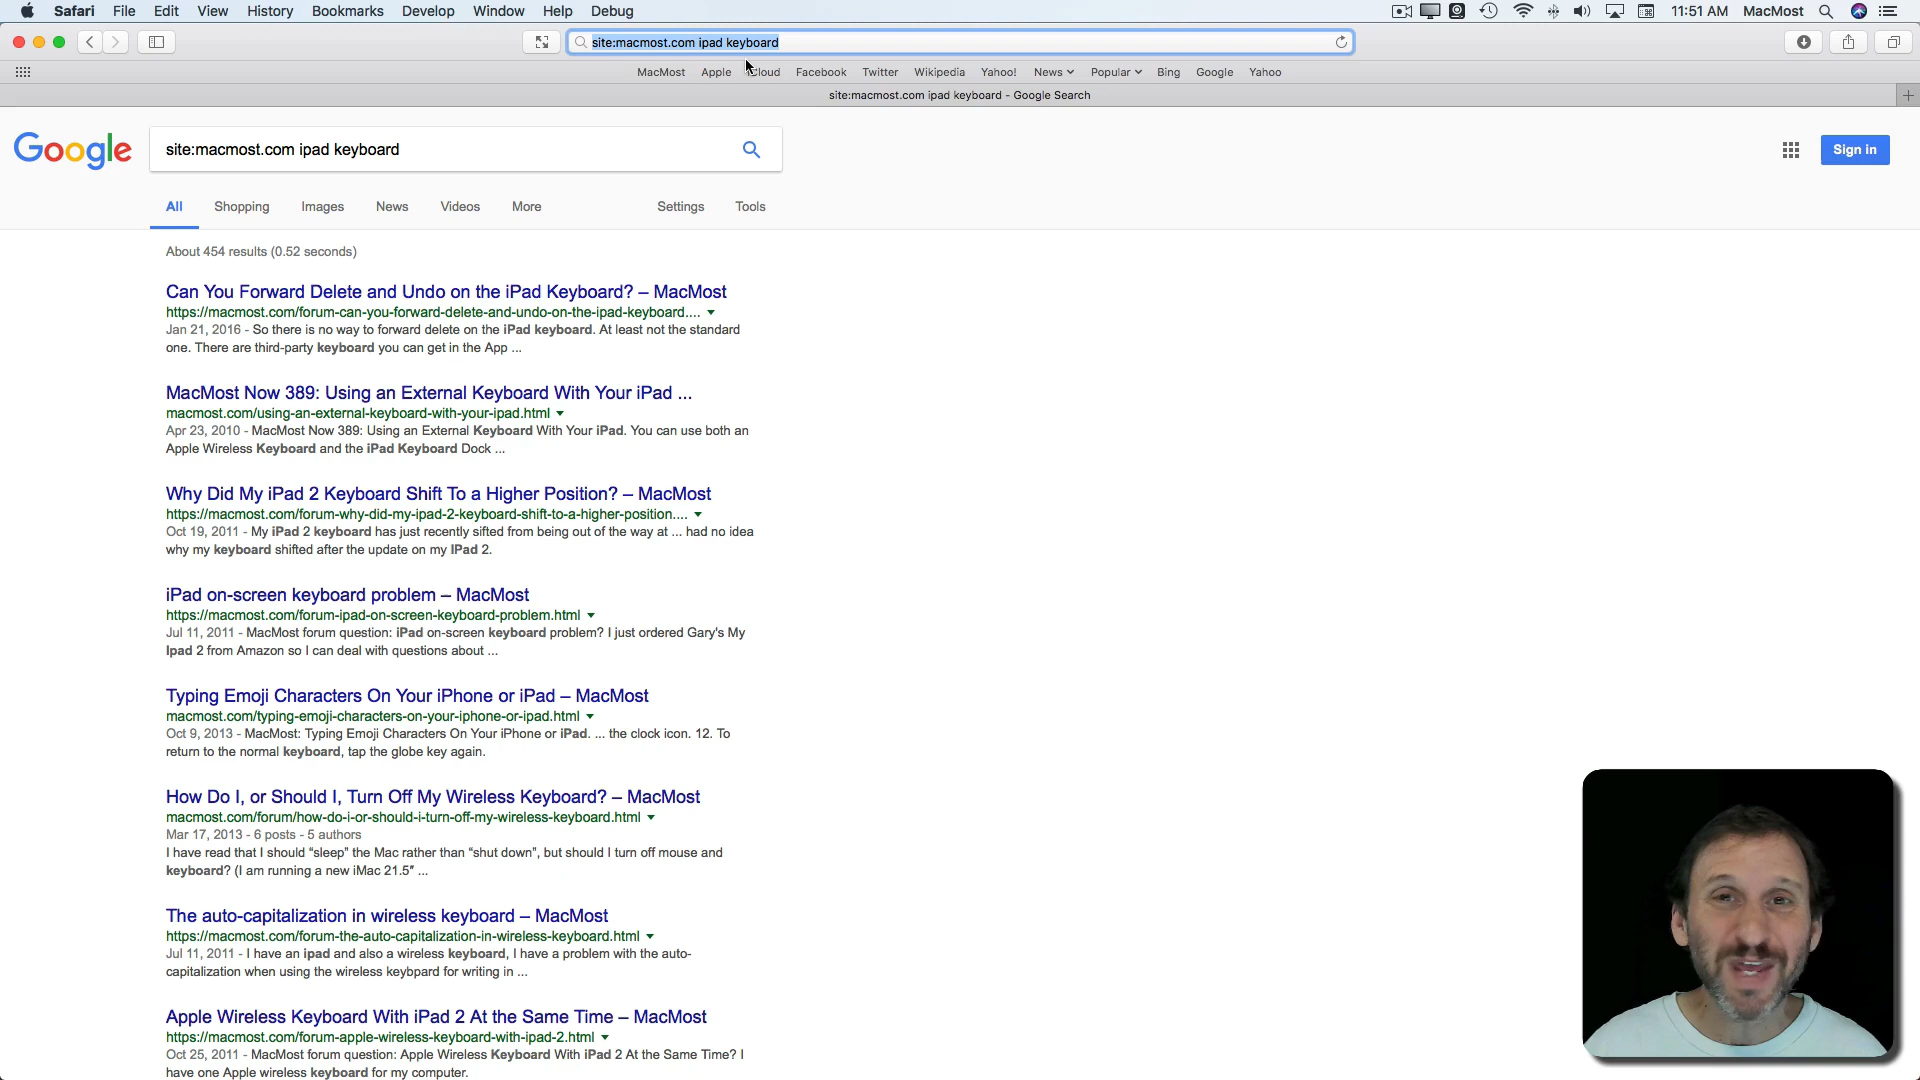 Safari File Edit View History Bookmarks Develop Window Help Debug 11:51 AM MacMost
site:macmost.com ipad keyboard
MacMost Apple iCloud Facebook Twitter Wikipedia Yahoo! News Popular Bing Google Yahoo
site:macmost.com ipad keyboard - Google Search
Google site:macmost.com ipad keyboard Sign in
All Shopping Images News Videos More Settings Tools
About 454 results (0.52 seconds)
Can You Forward Delete and Undo on the iPad Keyboard? – MacMost
https://macmost.com/forum-can-you-forward-delete-and-undo-on-the-ipad-keyboard....
Jan 21, 2016 - So there is no way to forward delete on the iPad keyboard. At least not the standard
one. There are third-party keyboard you can get in the App ...
MacMost Now 389: Using an External Keyboard With Your iPad ...
macmost.com/using-an-external-keyboard-with-your-ipad.html
Apr 23, 2010 - MacMost Now 389: Using an External Keyboard With Your iPad. You can use both an
Apple Wireless Keyboard and the iPad Keyboard Dock ...
Why Did My iPad 2 Keyboard Shift To a Higher Position? – MacMost
https://macmost.com/forum-why-did-my-ipad-2-keyboard-shift-to-a-higher-position....
Oct 19, 2011 - My iPad 2 keyboard has just recently sifted from being out of the way at ... had no idea
why my keyboard shifted after the update on my IPad 2.
iPad on-screen keyboard problem – MacMost
https://macmost.com/forum-ipad-on-screen-keyboard-problem.html
Jul 11, 2011 - MacMost forum question: iPad on-screen keyboard problem? I just ordered Gary's My
Ipad 2 from Amazon so I can deal with questions about ...
Typing Emoji Characters On Your iPhone or iPad – MacMost
macmost.com/typing-emoji-characters-on-your-iphone-or-ipad.html
Oct 9, 2013 - MacMost: Typing Emoji Characters On Your iPhone or iPad. ... the clock icon. 12. To
return to the normal keyboard, tap the globe key again.
How Do I, or Should I, Turn Off My Wireless Keyboard? – MacMost
macmost.com/forum/how-do-i-or-should-i-turn-off-my-wireless-keyboard.html
Mar 17, 2013 - 6 posts - 5 authors
I have read that I should “sleep” the Mac rather than “shut down”, but should I turn off mouse and
keyboard? (I am running a new iMac 21.5″ ...
The auto-capitalization in wireless keyboard – MacMost
https://macmost.com/forum-the-auto-capitalization-in-wireless-keyboard.html
Jul 11, 2011 - I have an ipad and also a wireless keyboard, I have a problem with the auto-
capitalization when using the wireless keybpard for writing in ...
Apple Wireless Keyboard With iPad 2 At the Same Time – MacMost
https://macmost.com/forum-apple-wireless-keyboard-with-ipad-2.html
Oct 25, 2011 - MacMost forum question: Apple Wireless Keyboard With iPad 2 At the Same Time? I
have one Apple wireless keyboard for my computer.